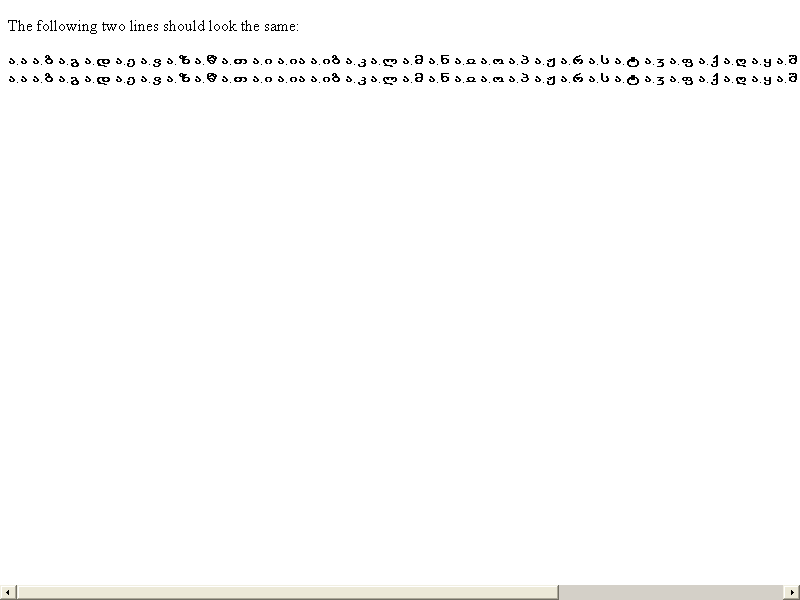 The following two lines should look the same:
ა.ა ა.ბ ა.გ ა.დ ა.ე ა.ვ ა.ზ ა.ჱ ა.თ ა.ი ა.ია ა.იბ ა.კ ა.ლ ა.მ ა.ნ ა.ჲ ა.ო ა.პ ა.ჟ ა.რ ა.ს ა.ტ ა.ჳ ა.ფ ა.ქ ა.ღ ა.ყ ა.შ
ა.ა ა.ბ ა.გ ა.დ ა.ე ა.ვ ა.ზ ა.ჱ ა.თ ა.ი ა.ია ა.იბ ა.კ ა.ლ ა.მ ა.ნ ა.ჲ ა.ო ა.პ ა.ჟ ა.რ ა.ს ა.ტ ა.ჳ ა.ფ ა.ქ ა.ღ ა.ყ ა.შ